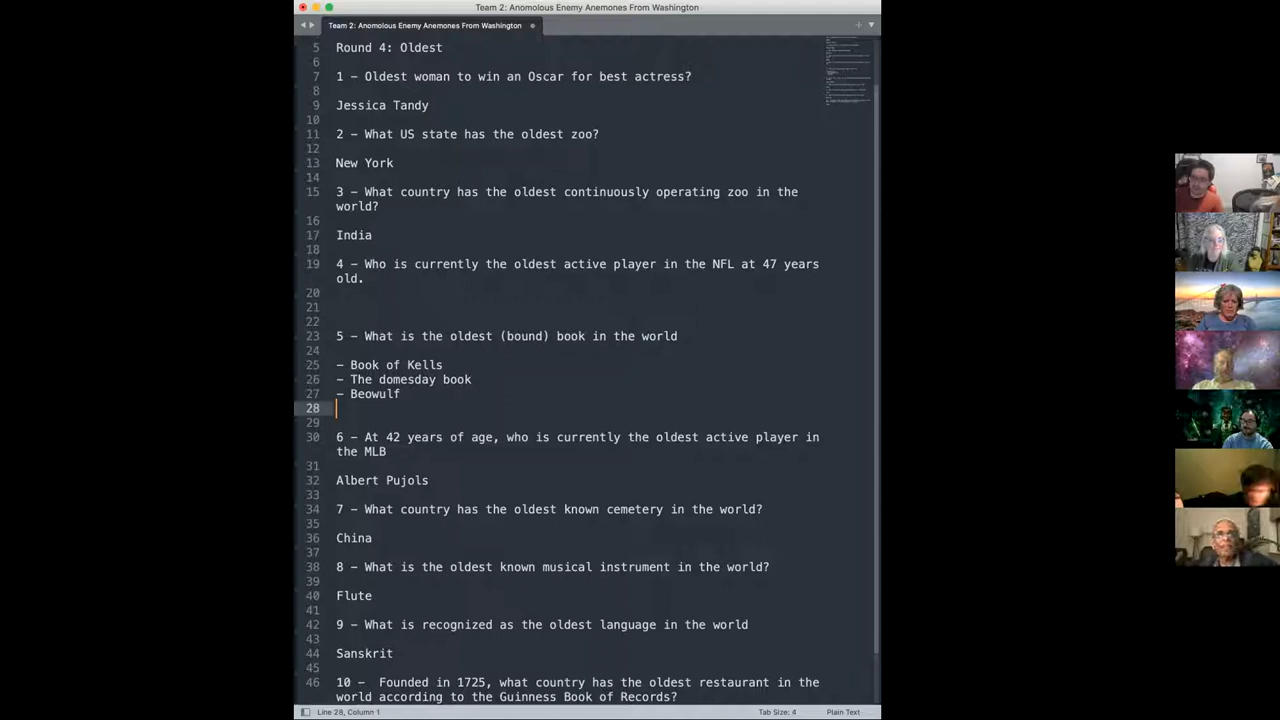 Team 2: Anomolous Enemy Anemones From Washington
Team 2: Anomolous Enemy Anemones From Washington
5 Round 4: Oldest
6
7 1 - Oldest woman to win an Oscar for best actress?
8
9 Jessica Tandy
10
11 2 - What US state has the oldest zoo?
12
13 New York
14
15 3 - What country has the oldest continuously operating zoo in the
world?
16
17 India
18
19 4 - Who is currently the oldest active player in the NFL at 47 years
old.
20
21
22
23 5 - What is the oldest (bound) book in the world
24
25 - Book of Kells
26 - The domesday book
27 - Beowulf
28
29
30 6 - At 42 years of age, who is currently the oldest active player in
the MLB
31
32 Albert Pujols
33
34 7 - What country has the oldest known cemetery in the world?
35
36 China
37
38 8 - What is the oldest known musical instrument in the world?
39
40 Flute
41
42 9 - What is recognized as the oldest language in the world
43
44 Sanskrit
45
46 10 -  Founded in 1725, what country has the oldest restaurant in the
world according to the Guinness Book of Records?
Line 28, Column 1
Tab Size: 4
Plain Text